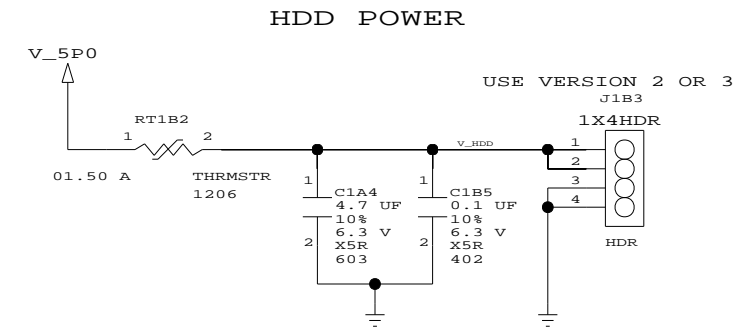 HDD POWER
V_5P0
USE VERSION 2 OR 3
J1B3
1X4HDR
RT1B2
1 2
V_HDD
1
2
3
4
01.50 A
THRMSTR
1206
1
C1A4
4.7 UF
10%
6.3 V
2
X5R
603
1
C1B5
0.1 UF
10%
6.3 V
2
X5R
402
HDR